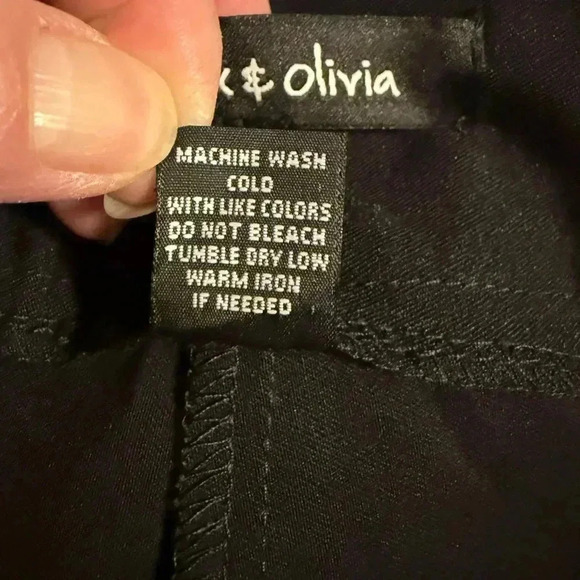 & Olivia
MACHINE WASH
COLD
WITH LIKE COLORS
DO NOT BLEACH
TUMBLE DRY LOW
WARM IRON
IF NEEDED